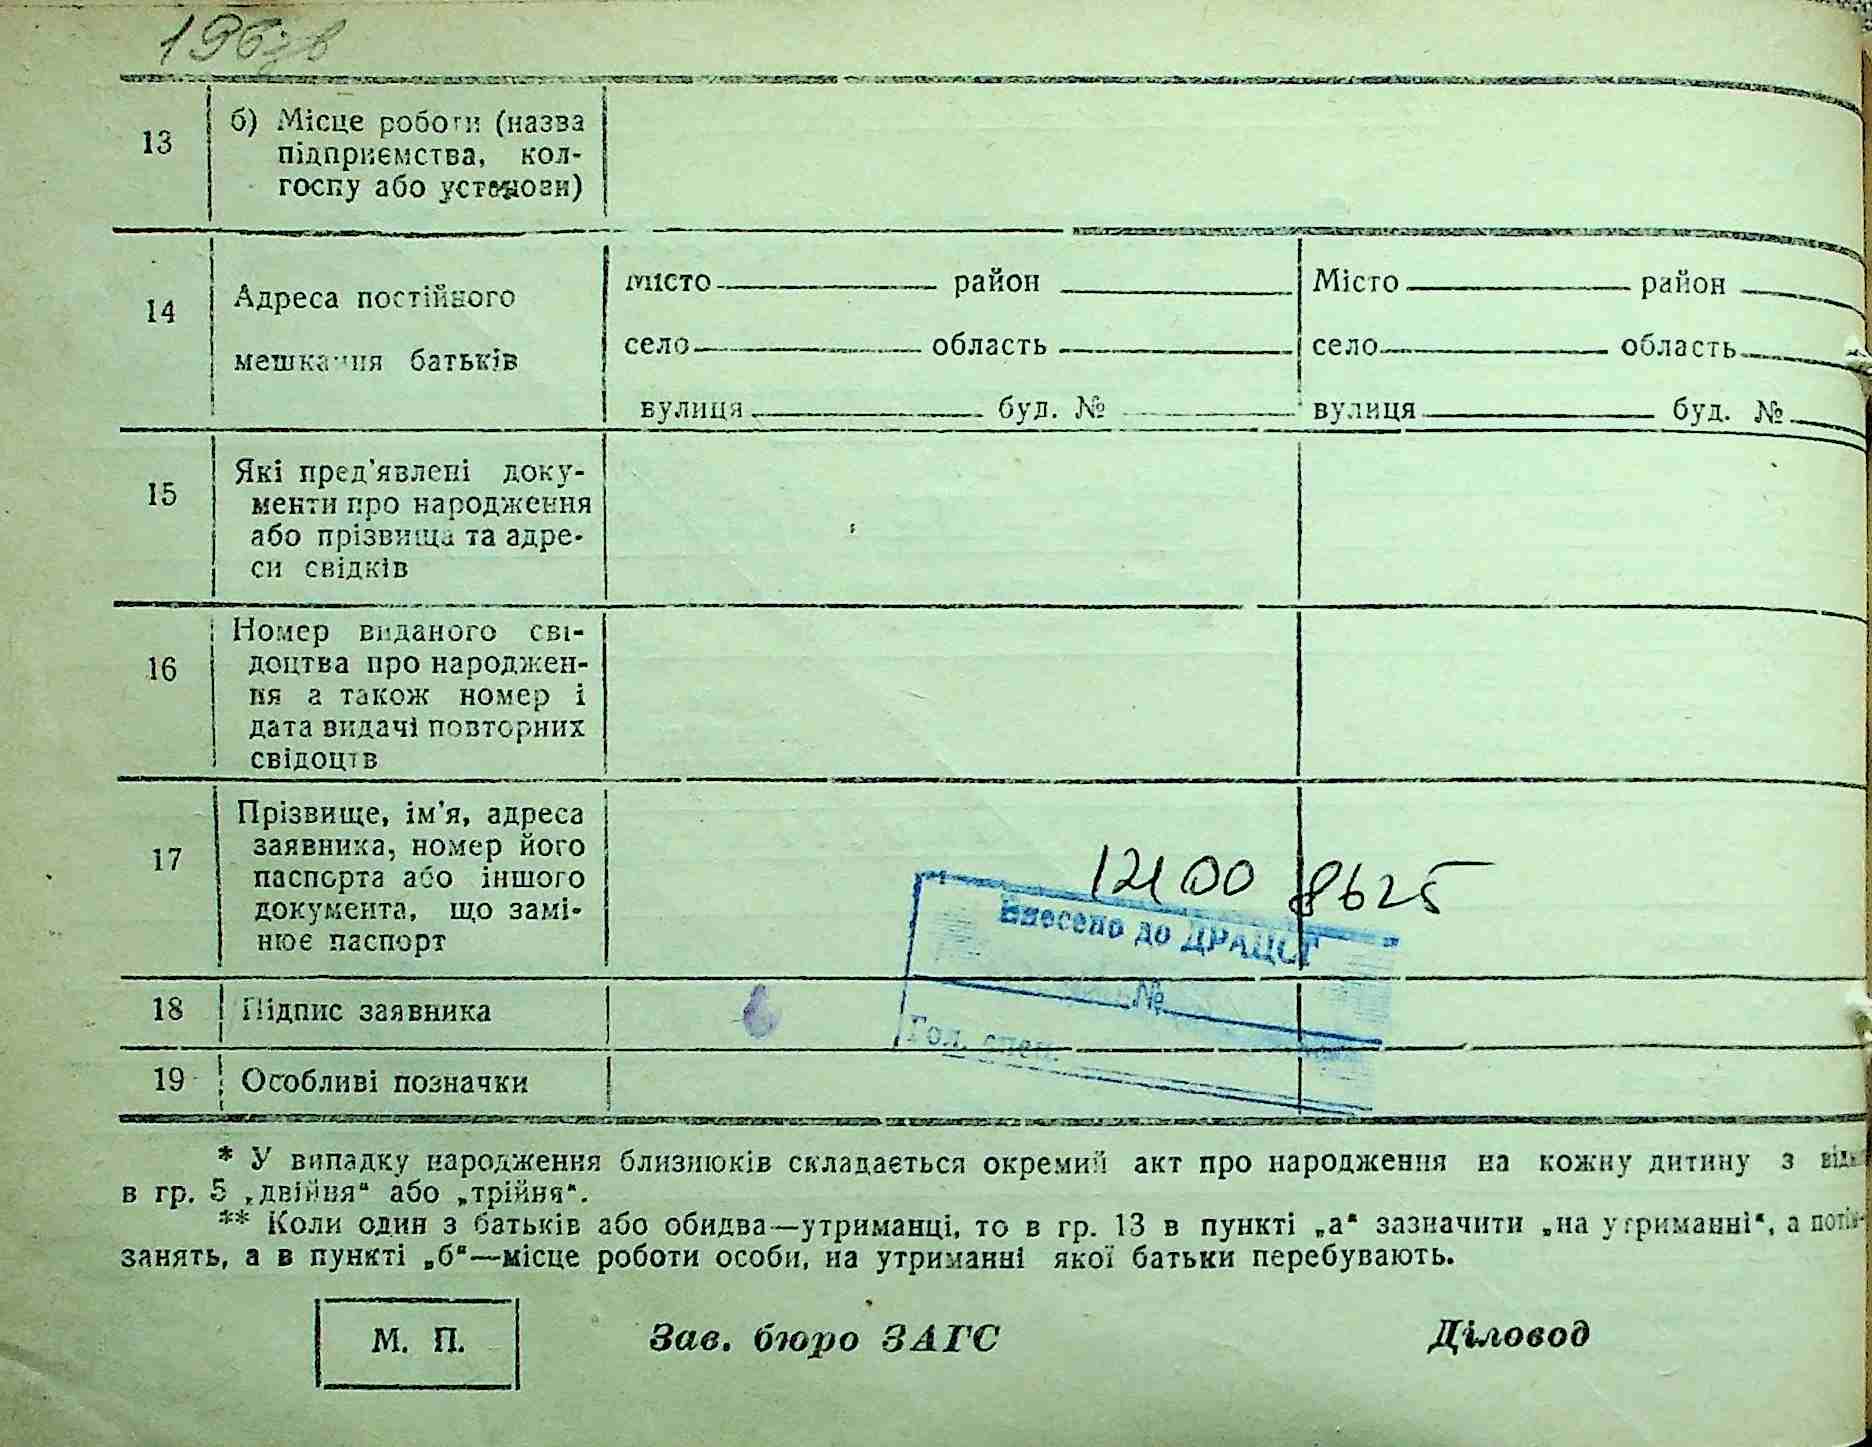 196зв
13
б) Місце роботи (назва
підприємства, кол-
госпу або установи)
14
Адреса постійного
мешкання батьків
Місто район
село область
вулиця буд. №
Місто район
село область
вулиця буд. №
15
Які пред'явлені доку-
менти про народження
або прізвища та адре-
си свідків
16
Номер виданого сві-
доцтва про народжен-
ня а також номер і
дата видачі повторних
свідоцтв
17
Прізвище, ім'я, адреса
заявника, номер його
паспорта або іншого
документа, що замі-
нює паспорт
12100 8625
Внесено до ДРАЦСГ
№
Гол. спец.
18
Підпис заявника
19
Особливі позначки
* У випадку народження близнюків складається окремий акт про народження на кожну дитину з
в гр. 5 „двійня“ або „трійня“.
** Коли один з батьків або обидва—утриманці, то в гр. 13 в пункті „а“ зазначити „на утриманні“, а
занять, а в пункті „б“—місце роботи особи, на утриманні якої батьки перебувають.
М. П.
Зав. бюро ЗАГС
Діловод